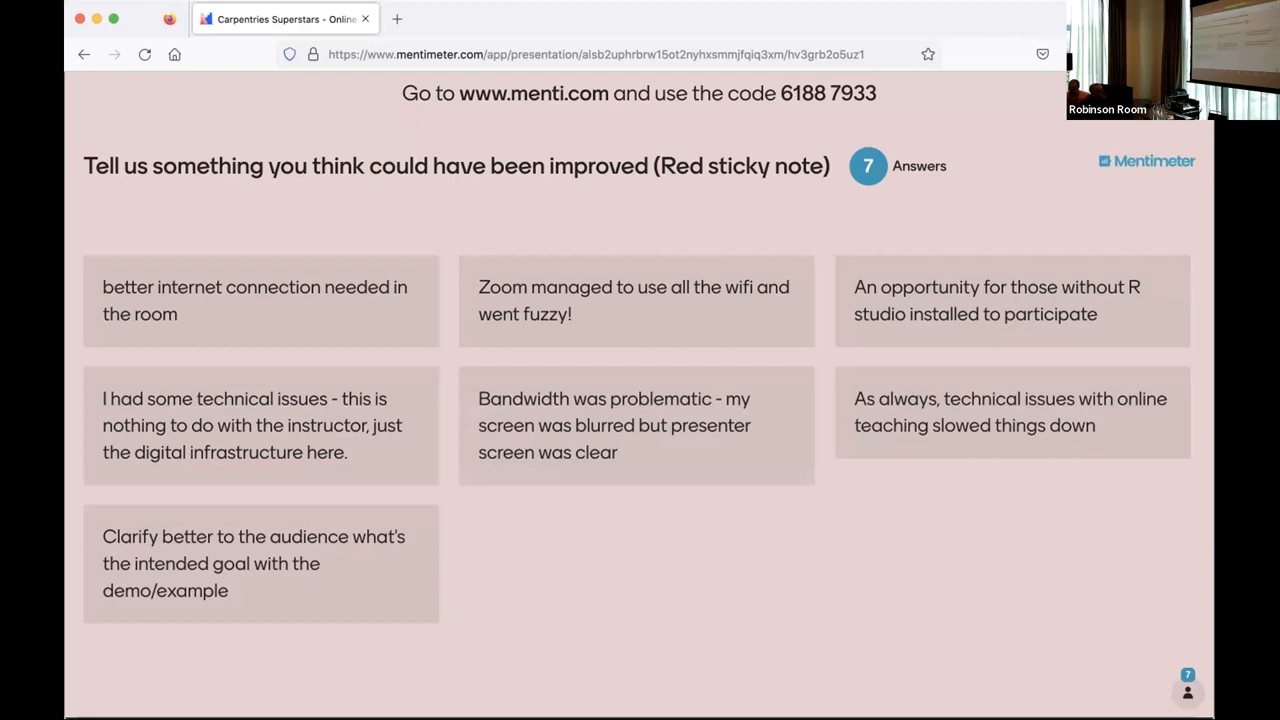 Carpentries Superstars - Online
https://www.mentimeter.com/app/presentation/alsb2uphrbrw15ot2nyhxsmmjfqiq3xm/hv3grb2o5uz1
Robinson Room
Go to www.menti.com and use the code 6188 7933
Tell us something you think could have been improved (Red sticky note)
7 Answers
Mentimeter
better internet connection needed in
the room
Zoom managed to use all the wifi and
went fuzzy!
An opportunity for those without R
studio installed to participate
I had some technical issues - this is
nothing to do with the instructor, just
the digital infrastructure here.
Bandwidth was problematic - my
screen was blurred but presenter
screen was clear
As always, technical issues with online
teaching slowed things down
Clarify better to the audience what's
the intended goal with the
demo/example
7